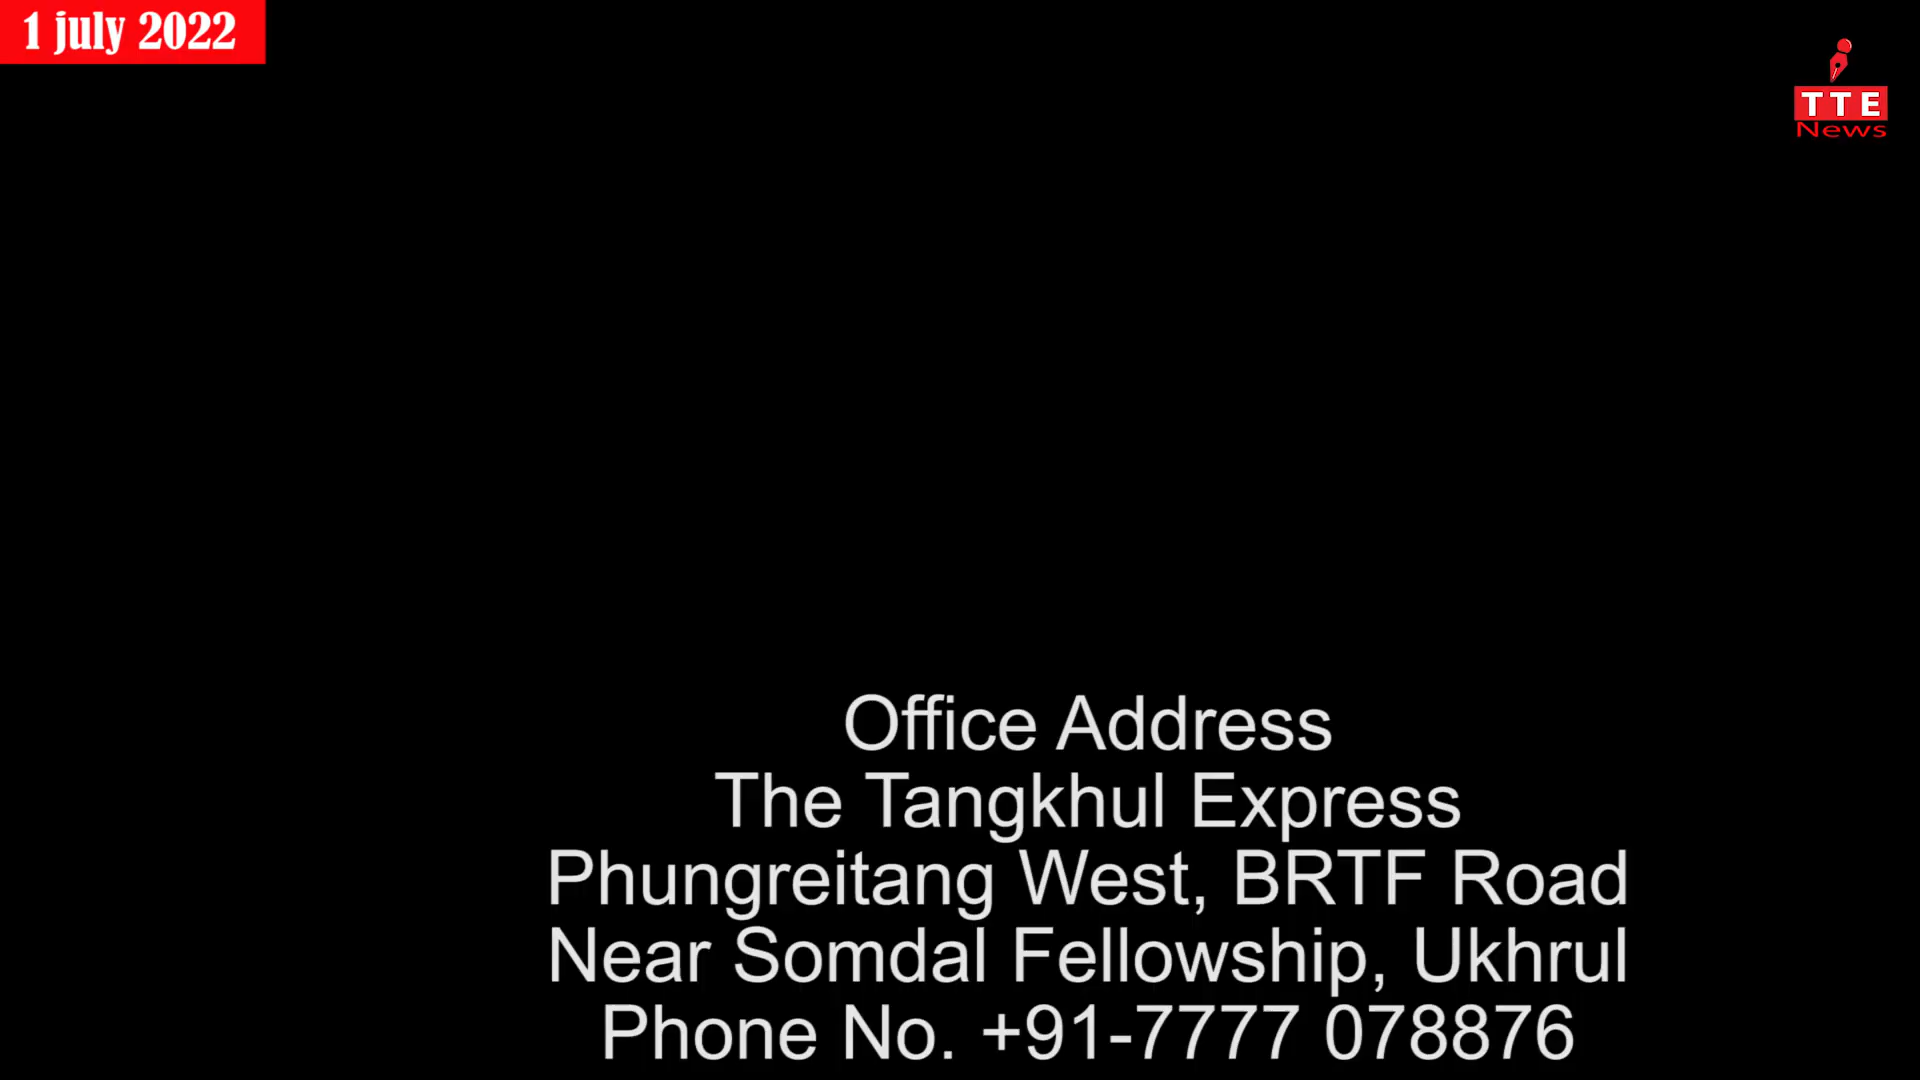 1 july 2022
TTE
News
Office Address
The Tangkhul Express
Phungreitang West, BRTF Road
Near Somdal Fellowship, Ukhrul
Phone No. +91-7777 078876